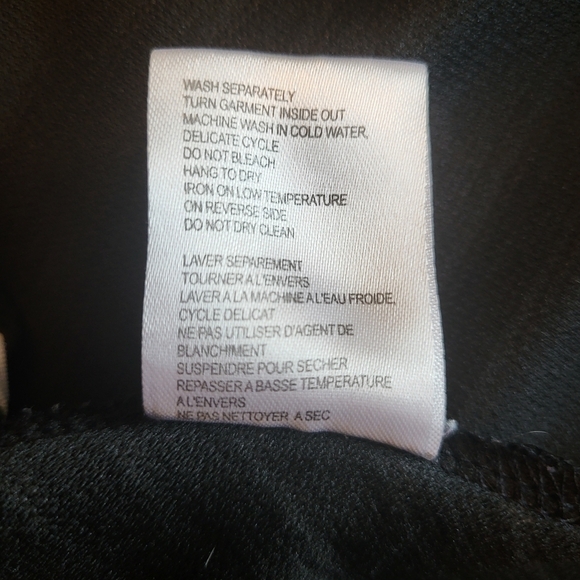 WASH SEPARATELY
TURN GARMENT INSIDE OUT
MACHINE WASH IN COLD WATER,
DELICATE CYCLE
DO NOT BLEACH
HANG TO DRY
IRON ON LOW TEMPERATURE
ON REVERSE SIDE
DO NOT DRY CLEAN
LAVER SEPAREMENT
TOURNER A L'ENVERS
LAVER A LA MACHINE A L'EAU FROIDE,
CYCLE DELICAT
NE PAS UTILISER D'AGENT DE
BLANCHIMENT
SUSPENDRE POUR SECHER
REPASSER A BASSE TEMPERATURE
A L'ENVERS
NE PAS NETTOYER A SEC